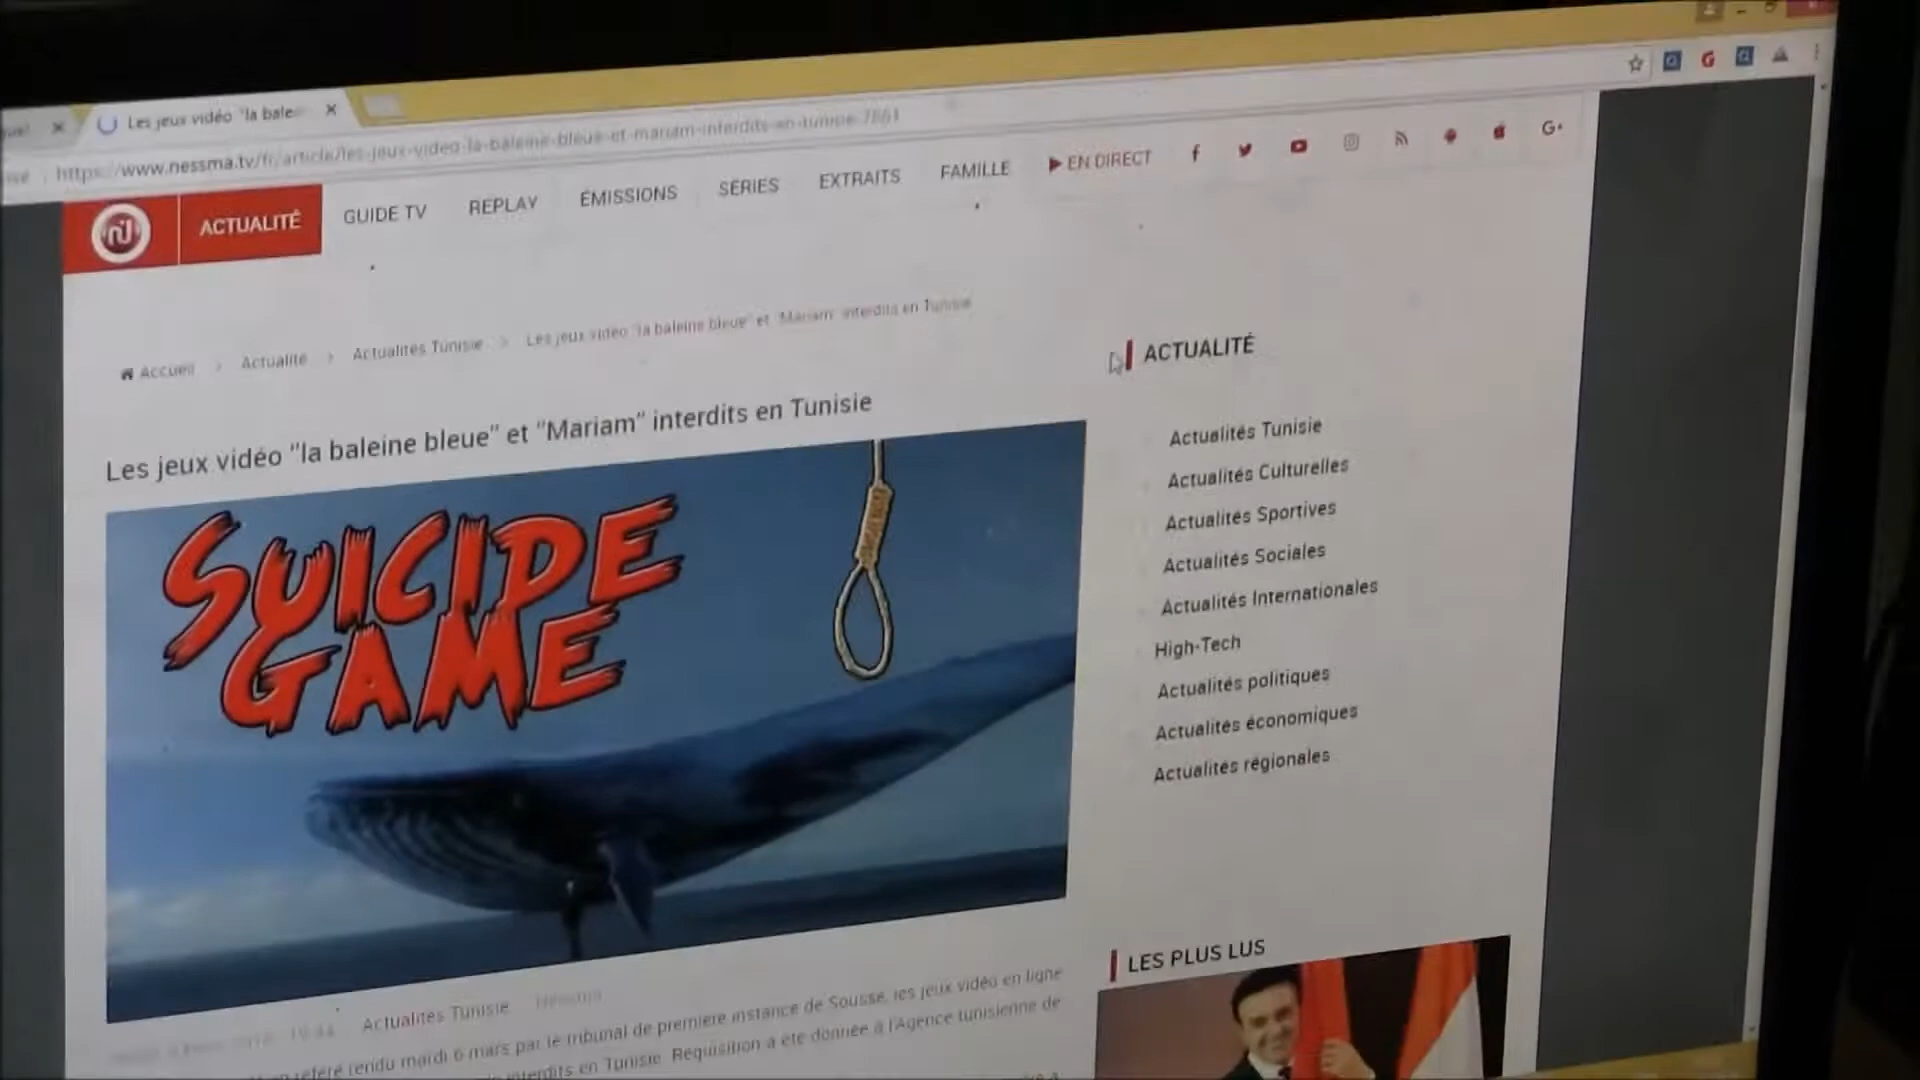 Les jeux vidéo "la balei
https://www.nessma.tv/fr/article/les-jeux-video-la-baleine-bleue-et-mariam-interdits-en-tunisie-7661
ACTUALITÉ
GUIDE TV
REPLAY
ÉMISSIONS
SÉRIES
EXTRAITS
FAMILLE
EN DIRECT
G+
Accueil > Actualité > Actualités Tunisie > Les jeux vidéo "la baleine bleue" et "Mariam" interdits en Tunisie
Les jeux vidéo "la baleine bleue" et "Mariam" interdits en Tunisie
SUICIDE
GAME
Actualités Tunisie Nessma
référé rendu mardi 6 mars par le tribunal de première instance de Sousse, les jeux vidéo en ligne
interdits en Tunisie. Réquisition a été donnée à l'Agence tunisienne de
ACTUALITÉ
Actualités Tunisie
Actualités Culturelles
Actualités Sportives
Actualités Sociales
Actualités Internationales
High-Tech
Actualités politiques
Actualités économiques
Actualités régionales
LES PLUS LUS